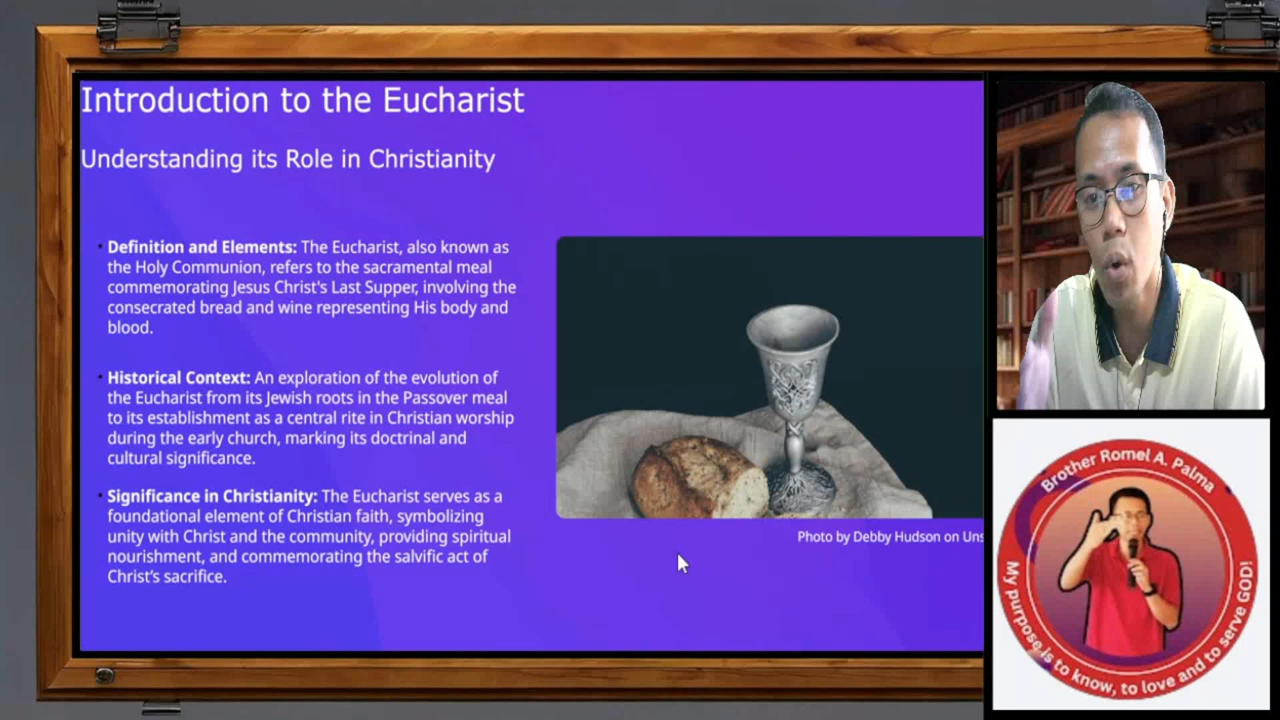 Introduction to the Eucharist
Understanding its Role in Christianity
• Definition and Elements: The Eucharist, also known as
the Holy Communion, refers to the sacramental meal
commemorating Jesus Christ's Last Supper, involving the
consecrated bread and wine representing His body and
blood.
• Historical Context: An exploration of the evolution of
the Eucharist from its Jewish roots in the Passover meal
to its establishment as a central rite in Christian worship
during the early church, marking its doctrinal and
cultural significance.
• Significance in Christianity: The Eucharist serves as a
foundational element of Christian faith, symbolizing
unity with Christ and the community, providing spiritual
nourishment, and commemorating the salvific act of
Christ's sacrifice.
Photo by Debby Hudson on Uns
Brother Romel A. Palma
My purpose is to know, to love and to serve GOD!